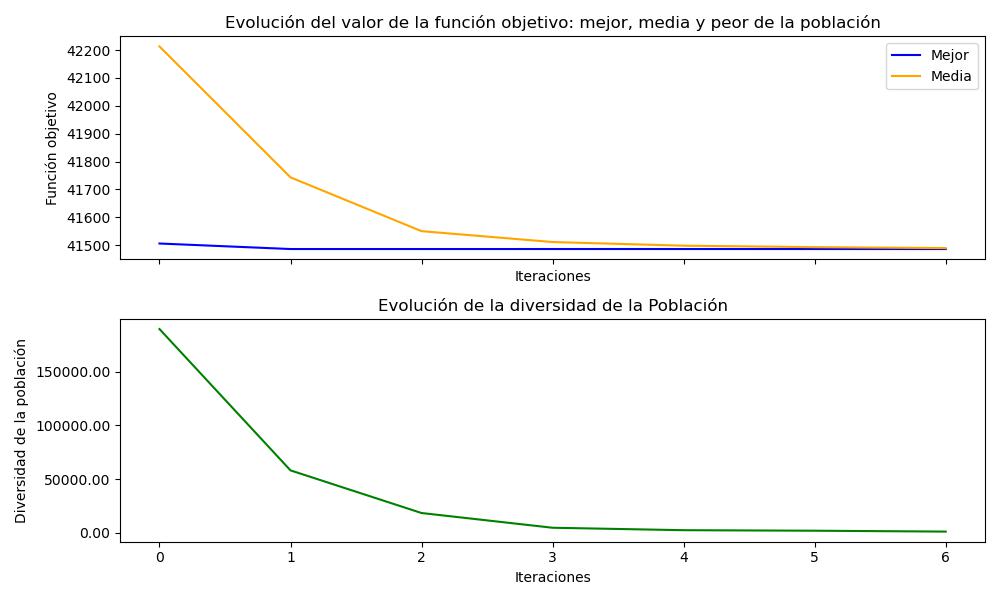 Evolución del valor de la función objetivo: mejor, media y peor de la población
42200
42100
42000
41900
41800
41700
41600
41500
Función objetivo
Mejor
Media
Iteraciones
Evolución de la diversidad de la Población
150000.00
100000.00
50000.00
0.00
Diversidad de la población
0 1 2 3 4 5 6
Iteraciones